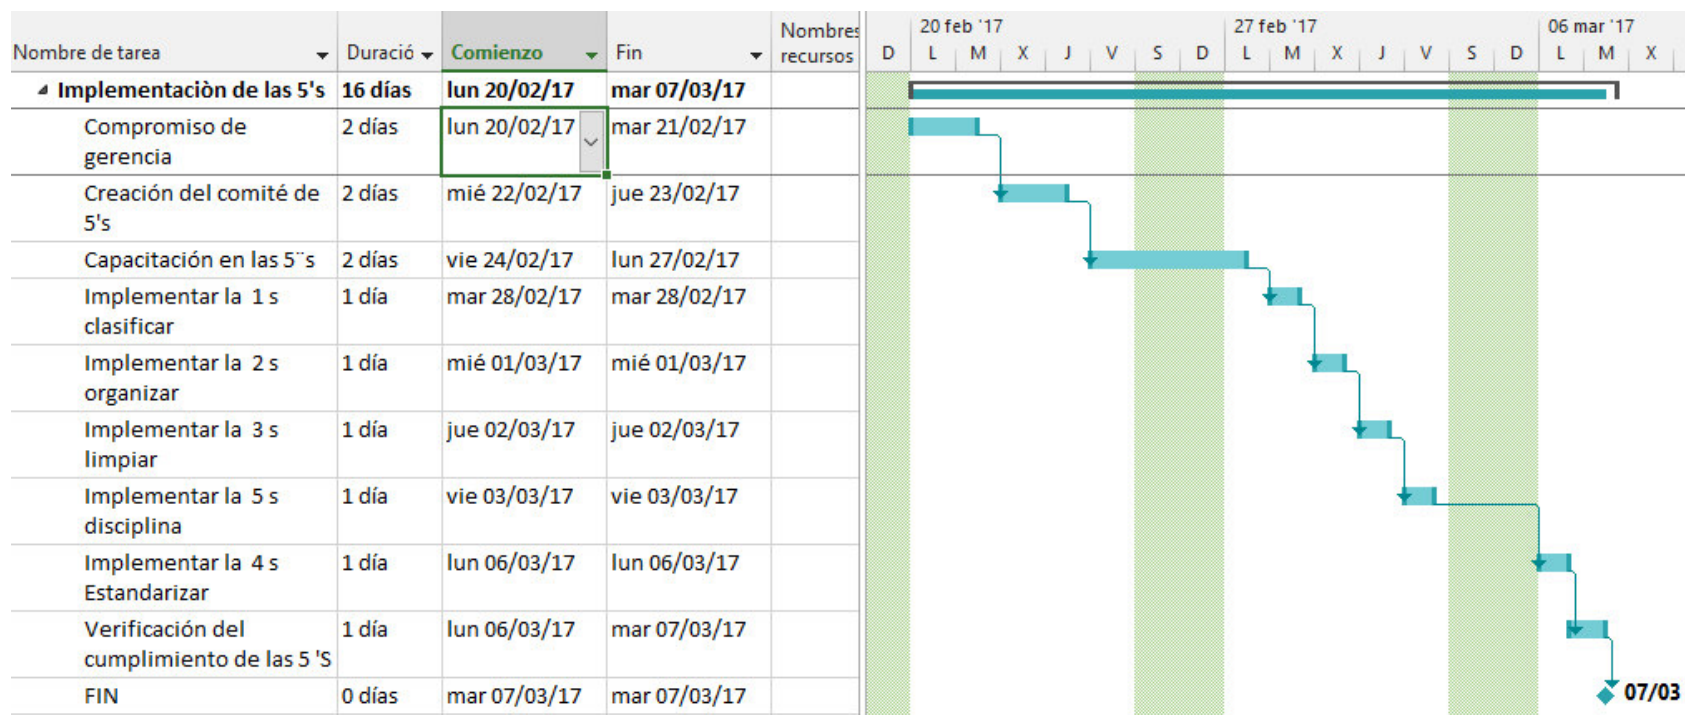 Nombre de tarea Duració Comienzo Fin Nombres
recursos
20 feb '17 27 feb '17 06 mar '17
D L M X J V S D L M X J V S D L M X
Implementaciòn de las 5's 16 días lun 20/02/17 mar 07/03/17
Compromiso de 2 días lun 20/02/17 mar 21/02/17
gerencia
Creación del comité de 2 días mié 22/02/17 jue 23/02/17
5's
Capacitación en las 5¨s 2 días vie 24/02/17 lun 27/02/17
Implementar la 1 s 1 día mar 28/02/17 mar 28/02/17
clasificar
Implementar la 2 s 1 día mié 01/03/17 mié 01/03/17
organizar
Implementar la 3 s 1 día jue 02/03/17 jue 02/03/17
limpiar
Implementar la 5 s 1 día vie 03/03/17 vie 03/03/17
disciplina
Implementar la 4 s 1 día lun 06/03/17 lun 06/03/17
Estandarizar
Verificación del 1 día lun 06/03/17 mar 07/03/17
cumplimiento de las 5 'S
FIN 0 días mar 07/03/17 mar 07/03/17 07/03